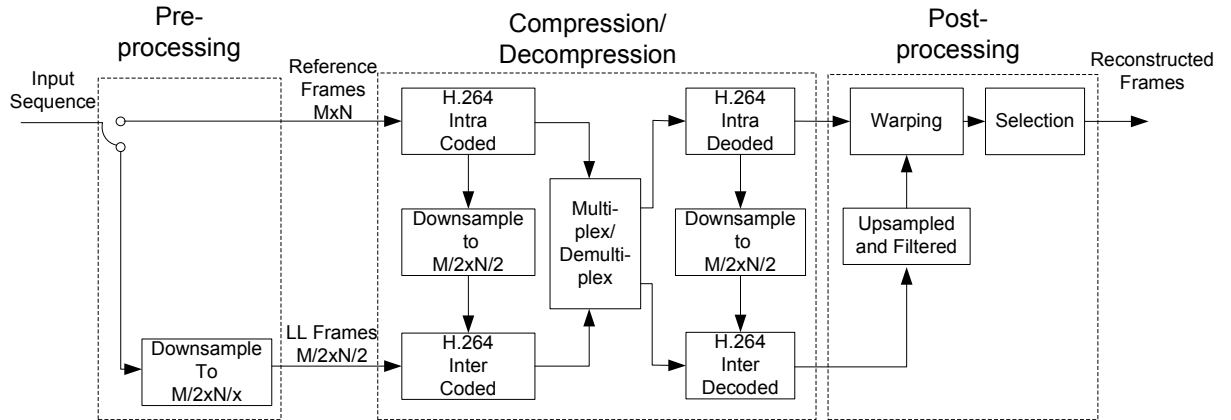 Pre-
processing
Compression/
Decompression
Post-
processing
Input
Sequence
Reference
Frames
MxN
H.264
Intra
Coded
H.264
Intra
Deoded
Warping
Selection
Reconstructed
Frames
Downsample
to
M/2xN/2
Multi-
plex/
Demulti-
plex
Downsample
to
M/2xN/2
Upsampled
and Filtered
Downsample
To
M/2xN/x
LL Frames
M/2xN/2
H.264
Inter
Coded
H.264
Inter
Decoded